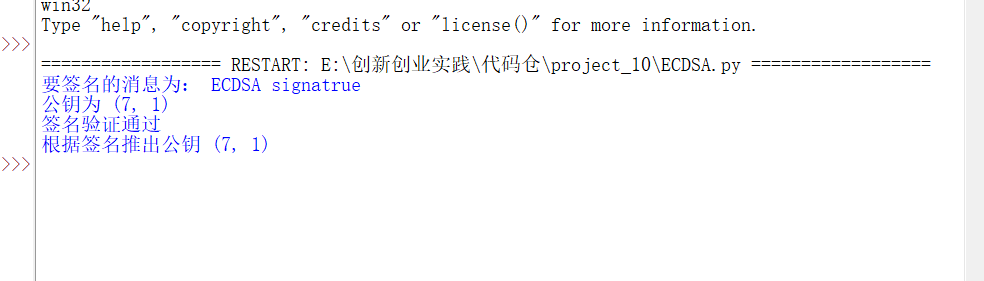 win32
Type "help", "copyright", "credits" or "license()" for more information.
>>>
================== RESTART: E:\创新创业实践\代码仓\project_10\ECDSA.py ==================
要签名的消息为： ECDSA signatrue
公钥为 (7, 1)
签名验证通过
根据签名推出公钥 (7, 1)
>>>